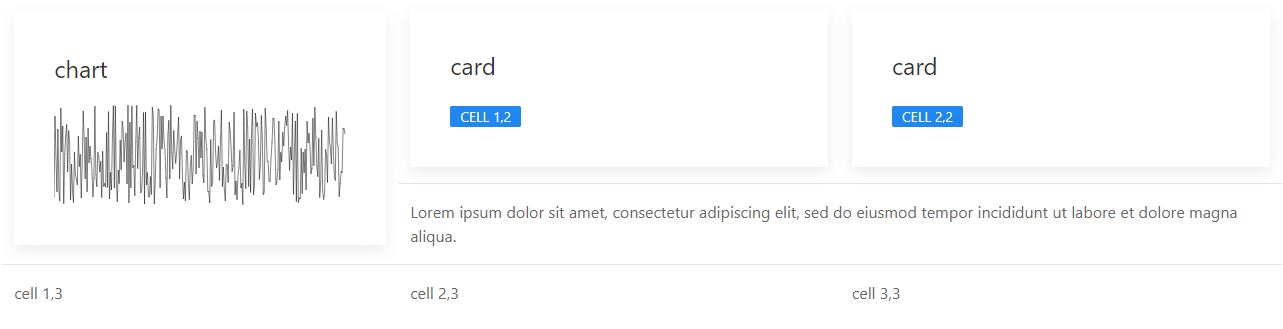 chart
card
CELL 1,2
card
CELL 2,2
Lorem ipsum dolor sit amet, consectetur adipiscing elit, sed do eiusmod tempor incididunt ut labore et dolore magna
aliqua.
cell 1,3
cell 2,3
cell 3,3